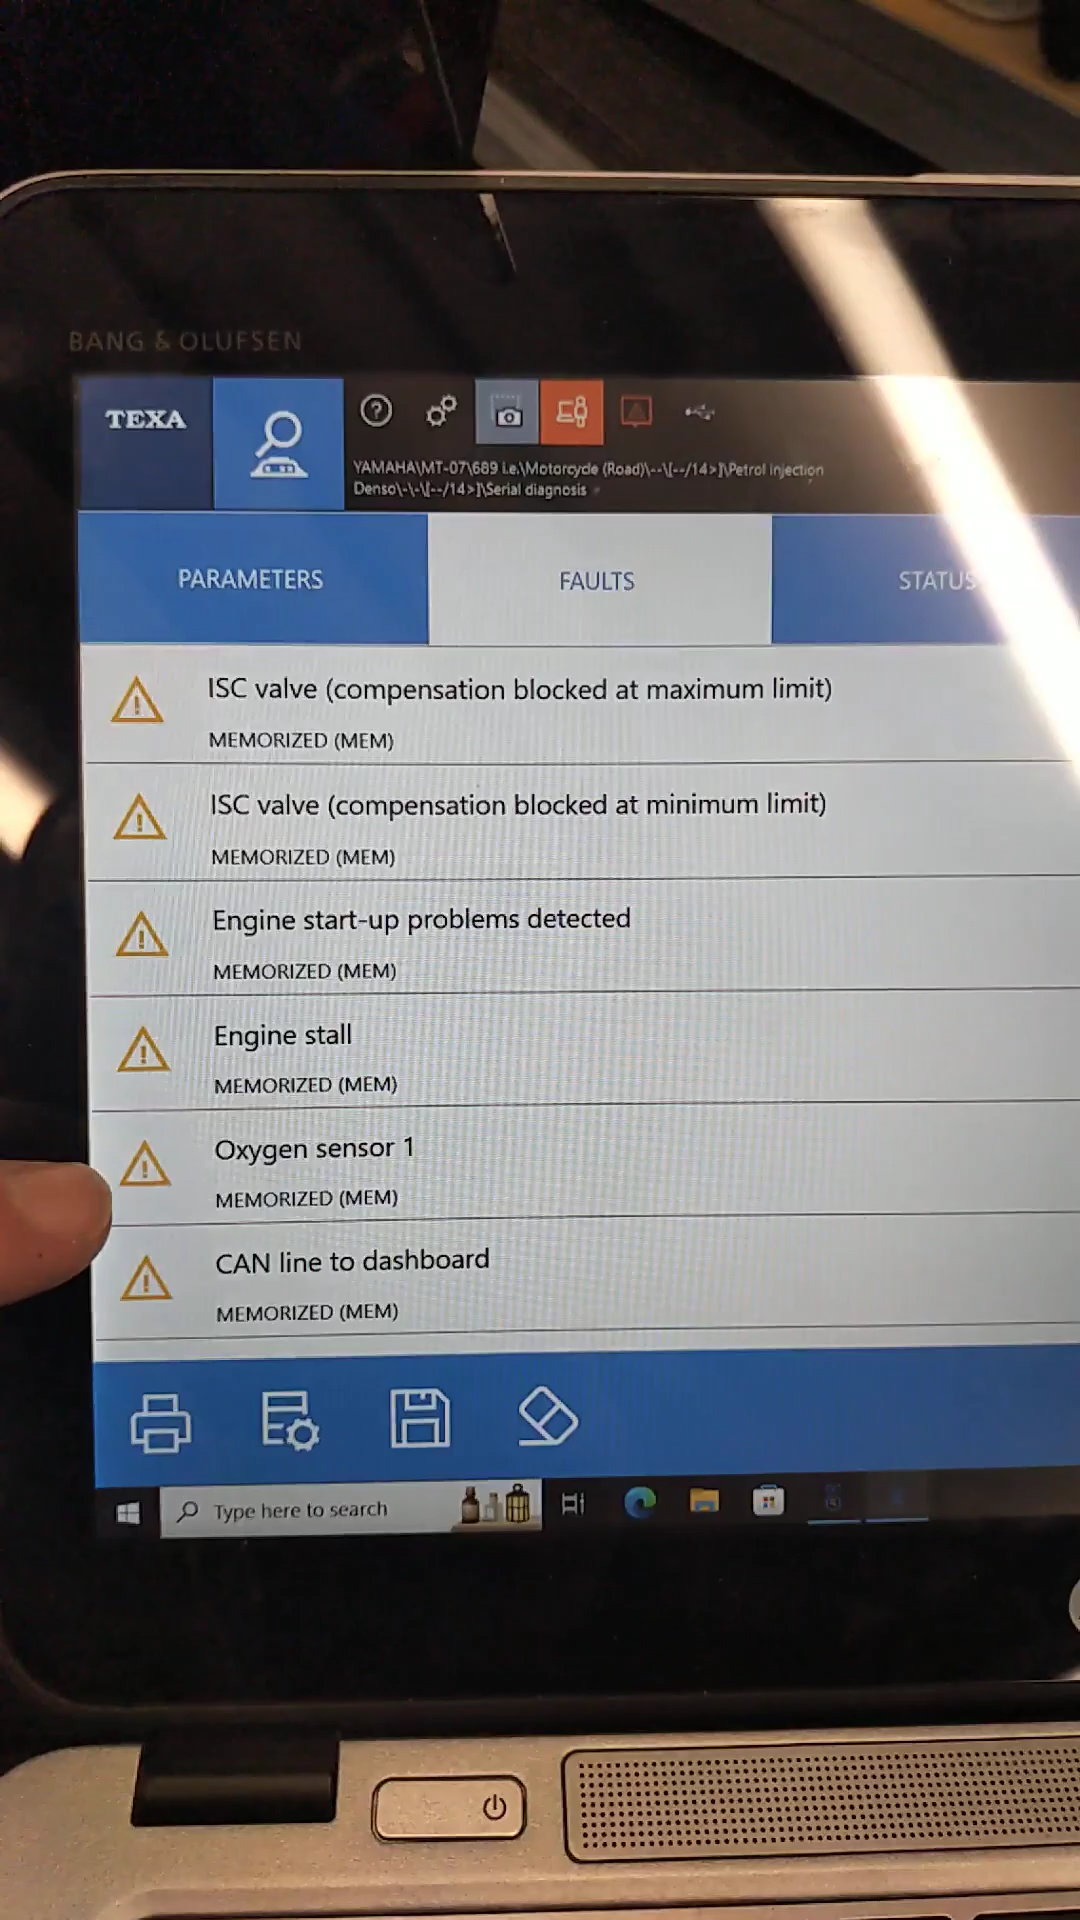 BANG & OLUFSEN
TEXA
YAMAHA\MT-07\689 i.e.\Motorcycle (Road)\--\[--/14>]\Petrol injection
Denso\-\-\[--/14>]\Serial diagnosis
PARAMETERS
FAULTS
STATUS
ISC valve (compensation blocked at maximum limit)
MEMORIZED (MEM)
ISC valve (compensation blocked at minimum limit)
MEMORIZED (MEM)
Engine start-up problems detected
MEMORIZED (MEM)
Engine stall
MEMORIZED (MEM)
Oxygen sensor 1
MEMORIZED (MEM)
CAN line to dashboard
MEMORIZED (MEM)
Type here to search